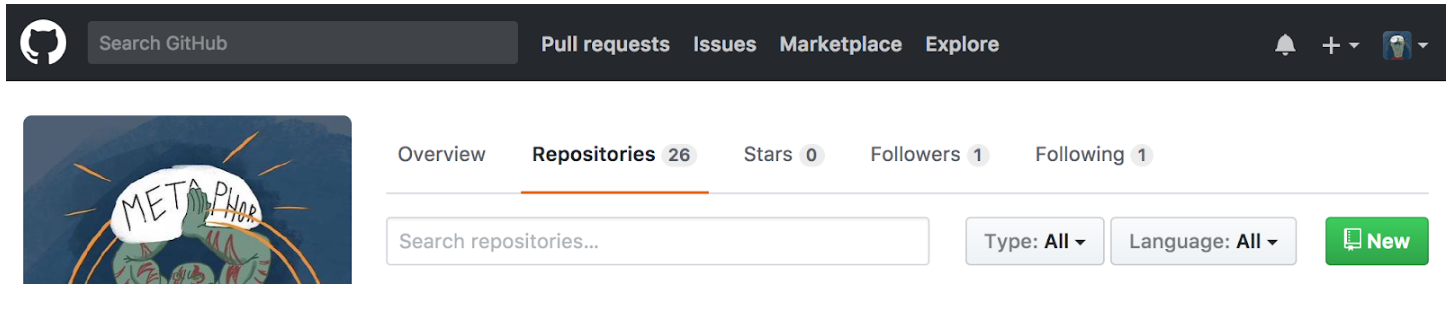 Search GitHub Pull requests Issues Marketplace Explore
Overview Repositories 26 Stars 0 Followers 1 Following 1
METAPHOR
Search repositories... Type: All Language: All New